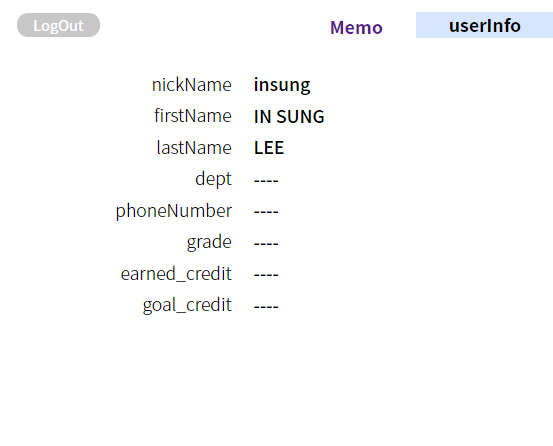 LogOut Memo userInfo
nickName insung
firstName IN SUNG
lastName LEE
dept ----
phoneNumber ----
grade ----
earned_credit ----
goal_credit ----